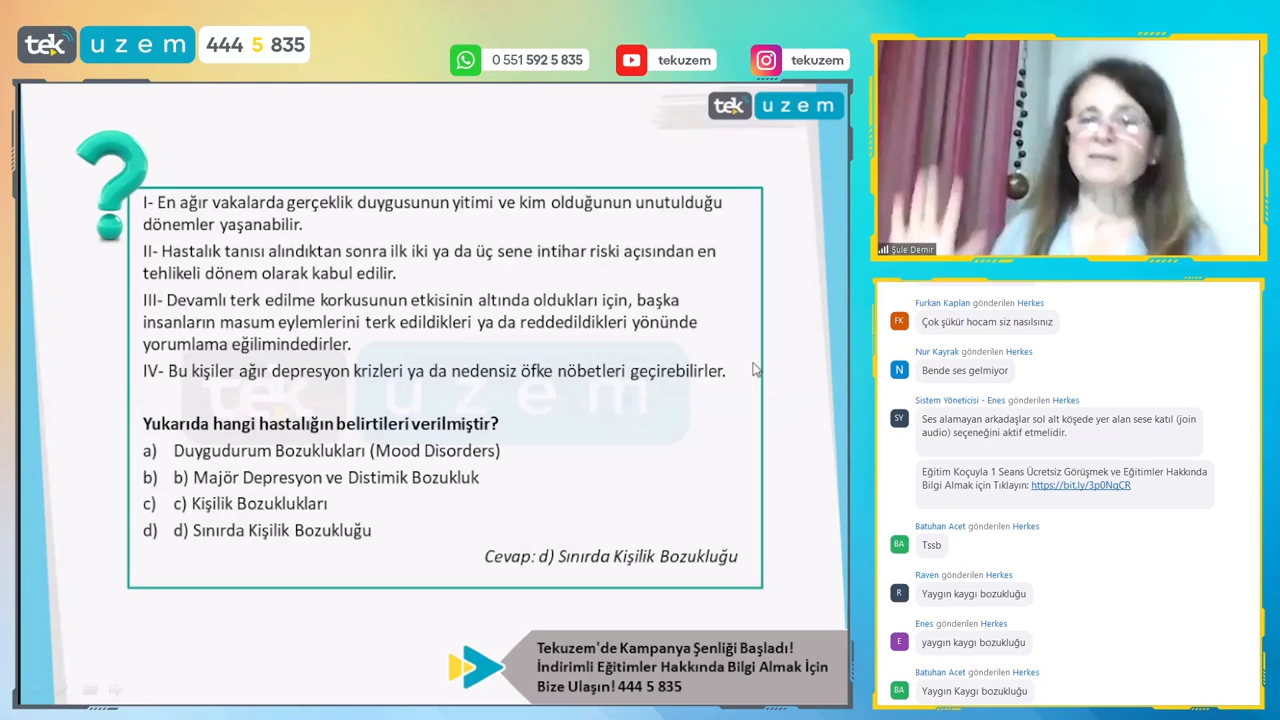 tek uzem 444 5 835
0 551 592 5 835
tekuzem
tekuzem
tek uzem
I- En ağır vakalarda gerçeklik duygusunun yitimi ve kim olduğunun unutulduğu
dönemler yaşanabilir.
II- Hastalık tanısı alındıktan sonra ilk iki ya da üç sene intihar riski açısından en
tehlikeli dönem olarak kabul edilir.
III- Devamlı terk edilme korkusunun etkisinin altında oldukları için, başka
insanların masum eylemlerini terk edildikleri ya da reddedildikleri yönünde
yorumlama eğilimindedirler.
IV- Bu kişiler ağır depresyon krizleri ya da nedensiz öfke nöbetleri geçirebilirler.
tek uzem
Yukarıda hangi hastalığın belirtileri verilmiştir?
a) Duygudurum Bozuklukları (Mood Disorders)
b) b) Majör Depresyon ve Distimik Bozukluk
c) c) Kişilik Bozuklukları
d) d) Sınırda Kişilik Bozukluğu
Cevap: d) Sınırda Kişilik Bozukluğu
Tekuzem'de Kampanya Şenliği Başladı!
İndirimli Eğitimler Hakkında Bilgi Almak İçin
Bize Ulaşın! 444 5 835
Şule Demir
Furkan Kaplan gönderilen Herkes
FK
Çok şükür hocam siz nasılsınız
Nur Kayrak gönderilen Herkes
N
Bende ses gelmiyor
Sistem Yöneticisi - Enes gönderilen Herkes
SY
Ses alamayan arkadaşlar sol alt köşede yer alan sese katıl (join
audio) seçeneğini aktif etmelidir.
Eğitim Koçuyla 1 Seans Ücretsiz Görüşmek ve Eğitimler Hakkında
Bilgi Almak için Tıklayın: https://bit.ly/3p0NqCR
Batuhan Acet gönderilen Herkes
BA
Tssb
Raven gönderilen Herkes
R
Yaygın kaygı bozukluğu
Enes gönderilen Herkes
E
yaygın kaygı bozukluğu
Batuhan Acet gönderilen Herkes
BA
Yaygın Kaygı bozukluğu